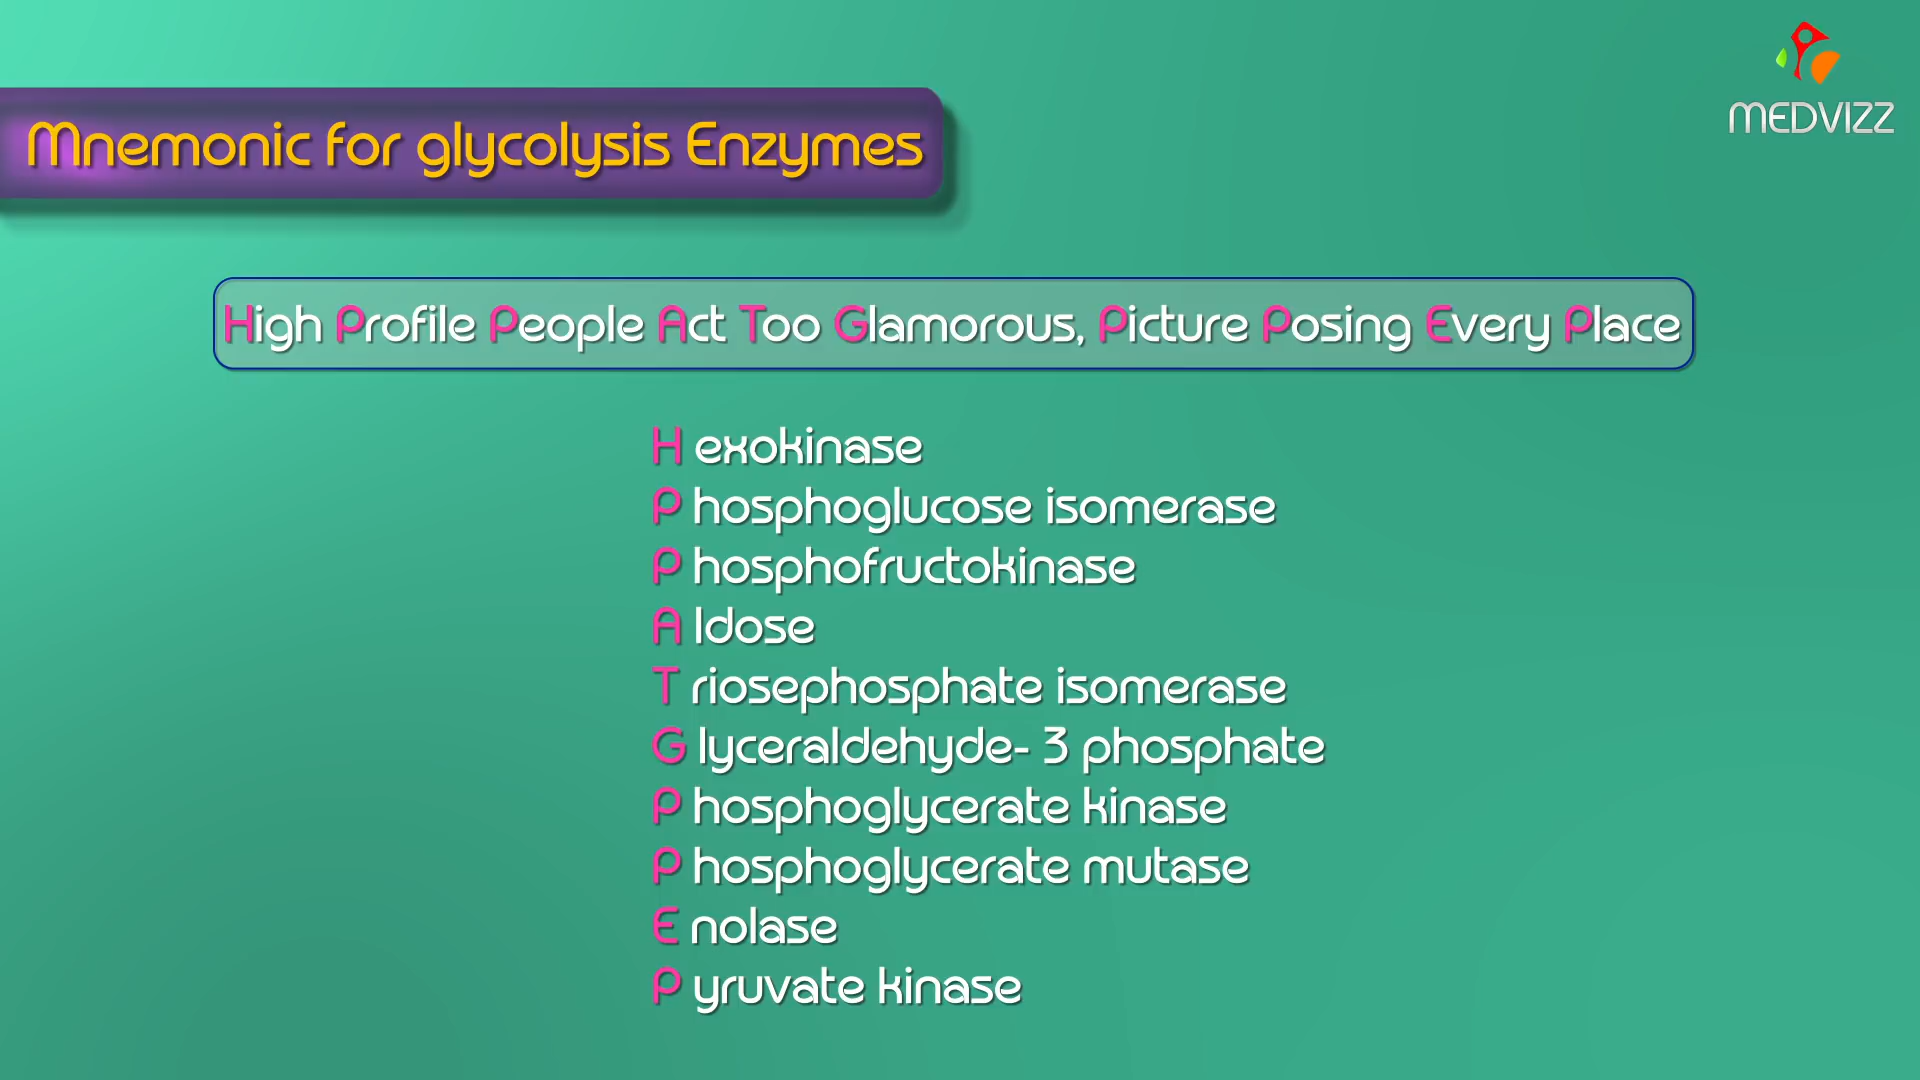 MEDVIZZ
Mnemonic for glycolysis Enzymes
High Profile People Act Too Glamorous, Picture Posing Every Place
H exokinase
P hosphoglucose isomerase
P hosphofructokinase
A ldose
T riosephosphate isomerase
G lyceraldehyde- 3 phosphate
P hosphoglycerate kinase
P hosphoglycerate mutase
E nolase
P yruvate kinase